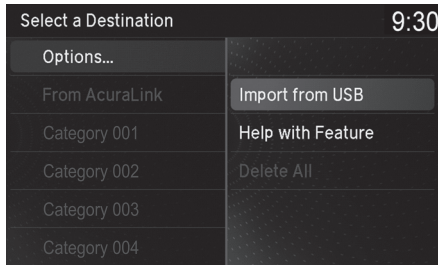 Select a Destination 9:30
Options...
From AcuraLink
Category 001
Category 002
Category 003
Category 004
Import from USB
Help with Feature
Delete All